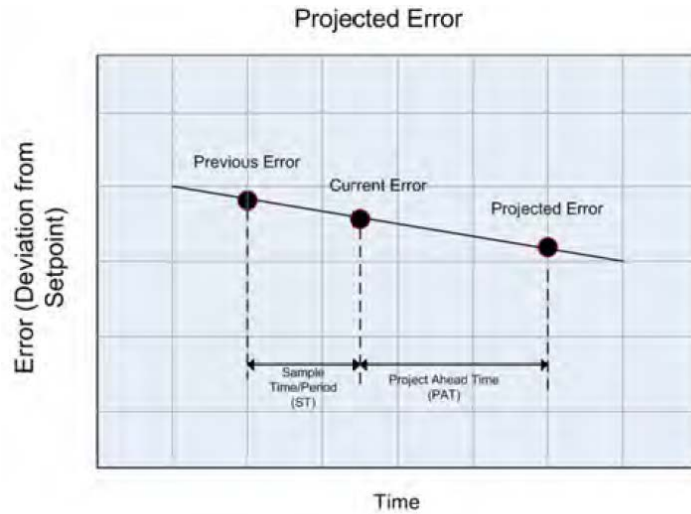 Projected Error
Previous Error
Current Error
Projected Error
Error (Deviation from
Setpoint)
Sample
Time/Period
(ST)
Project Ahead Time
(PAT)
Time